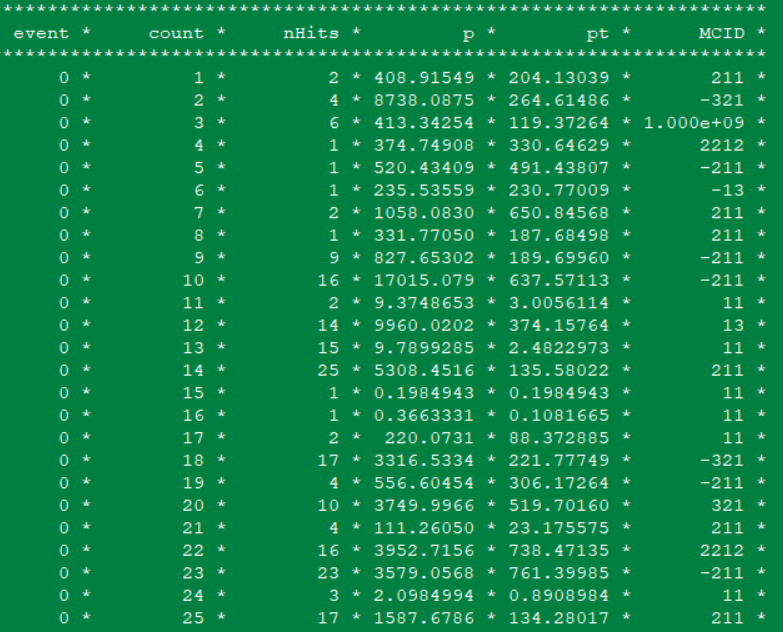 ************************************************************************
event * count * nHits * p * pt * MCID *
************************************************************************
0 * 1 * 2 * 408.91549 * 204.13039 * 211 *
0 * 2 * 4 * 8738.0875 * 264.61486 * -321 *
0 * 3 * 6 * 413.34254 * 119.37264 * 1.000e+09 *
0 * 4 * 1 * 374.74908 * 330.64629 * 2212 *
0 * 5 * 1 * 520.43409 * 491.43807 * -211 *
0 * 6 * 1 * 235.53559 * 230.77009 * -13 *
0 * 7 * 2 * 1058.0830 * 650.84568 * 211 *
0 * 8 * 1 * 331.77050 * 187.68498 * 211 *
0 * 9 * 9 * 827.65302 * 189.69960 * -211 *
0 * 10 * 16 * 17015.079 * 637.57113 * -211 *
0 * 11 * 2 * 9.3748653 * 3.0056114 * 11 *
0 * 12 * 14 * 9960.0202 * 374.15764 * 13 *
0 * 13 * 15 * 9.7899285 * 2.4822973 * 11 *
0 * 14 * 25 * 5308.4516 * 135.58022 * 211 *
0 * 15 * 1 * 0.1984943 * 0.1984943 * 11 *
0 * 16 * 1 * 0.3663331 * 0.1081665 * 11 *
0 * 17 * 2 * 220.0731 * 88.372885 * 11 *
0 * 18 * 17 * 3316.5334 * 221.77749 * -321 *
0 * 19 * 4 * 556.60454 * 306.17264 * -211 *
0 * 20 * 10 * 3749.9966 * 519.70160 * 321 *
0 * 21 * 4 * 111.26050 * 23.175575 * 211 *
0 * 22 * 16 * 3952.7156 * 738.47135 * 2212 *
0 * 23 * 23 * 3579.0568 * 761.39985 * -211 *
0 * 24 * 3 * 2.0984994 * 0.8908984 * 11 *
0 * 25 * 17 * 1587.6786 * 134.28017 * 211 *